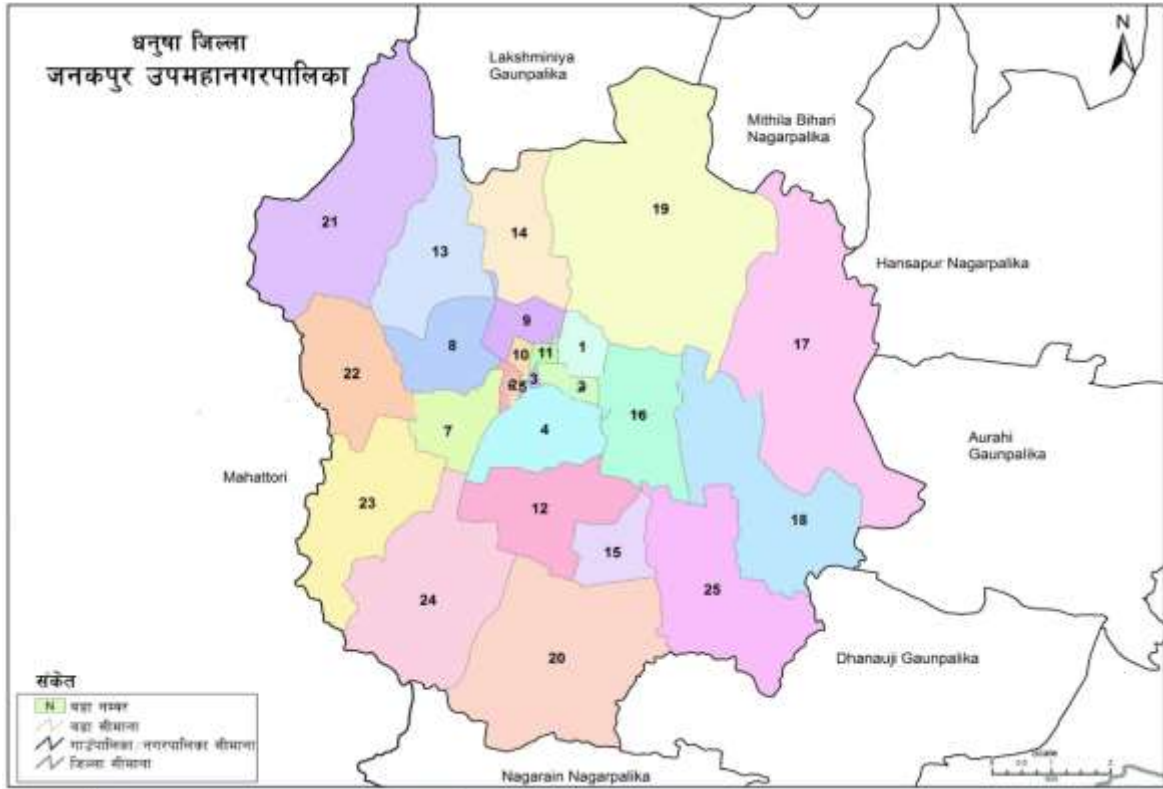 धनुषा जिल्ला
जनकपुर उपमहानगरपालिका
N
Lakshminiya
Gaunpalika
Mithila Bihari
Nagarpalika
Hansapur Nagarpalika
Aurahi
Gaunpalika
Mahattori
Dhanauji Gaunpalika
Nagarain Nagarpalika
21
13
14
19
17
9
8
10
11
1
22
3
16
7
4
23
12
18
15
24
25
20
संकेत
N वडा नम्बर
वडा सीमाना
गाउंपालिका/नगरपालिका सीमाना
जिल्ला सीमाना
Scale